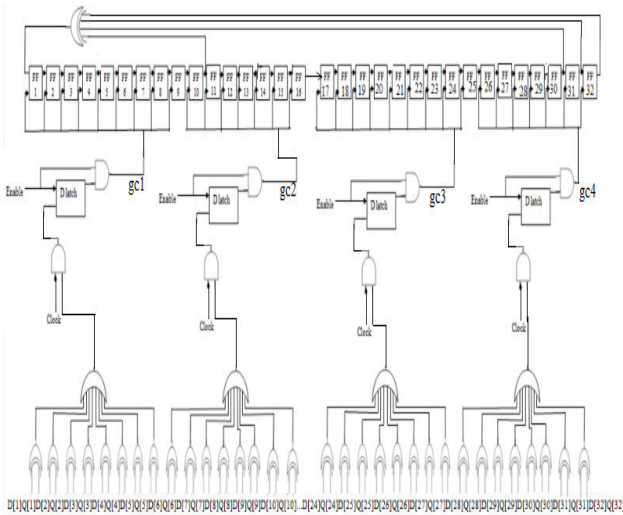 FF 1 FF 2 FF 3 FF 4 FF 5 FF 6 FF 7 FF 8 FF 9 FF 10 FF 11 FF 12 FF 13 FF 14 FF 15 FF 16 FF 17 FF 18 FF 19 FF 20 FF 21 FF 22 FF 23 FF 24 FF 25 FF 26 FF 27 FF 28 FF 29 FF 30 FF 31 FF 32
gc1 gc2 gc3 gc4
Enable Enable Enable Enable
D latch D latch D latch D latch
Clock Clock Clock Clock
D[1]Q[1]D[2]Q[2]D[3]Q[3]D[4]Q[4]D[5]Q[5]D[6]Q[6]D[7]Q[7]D[8]Q[8]D[9]Q[9]D[10]Q[10]...D[24]Q[24]D[25]Q[25]D[26]Q[26]D[27]Q[27]D[28]Q[28]D[29]Q[29]D[30]Q[30]D[31]Q[31]D[32]Q[32]